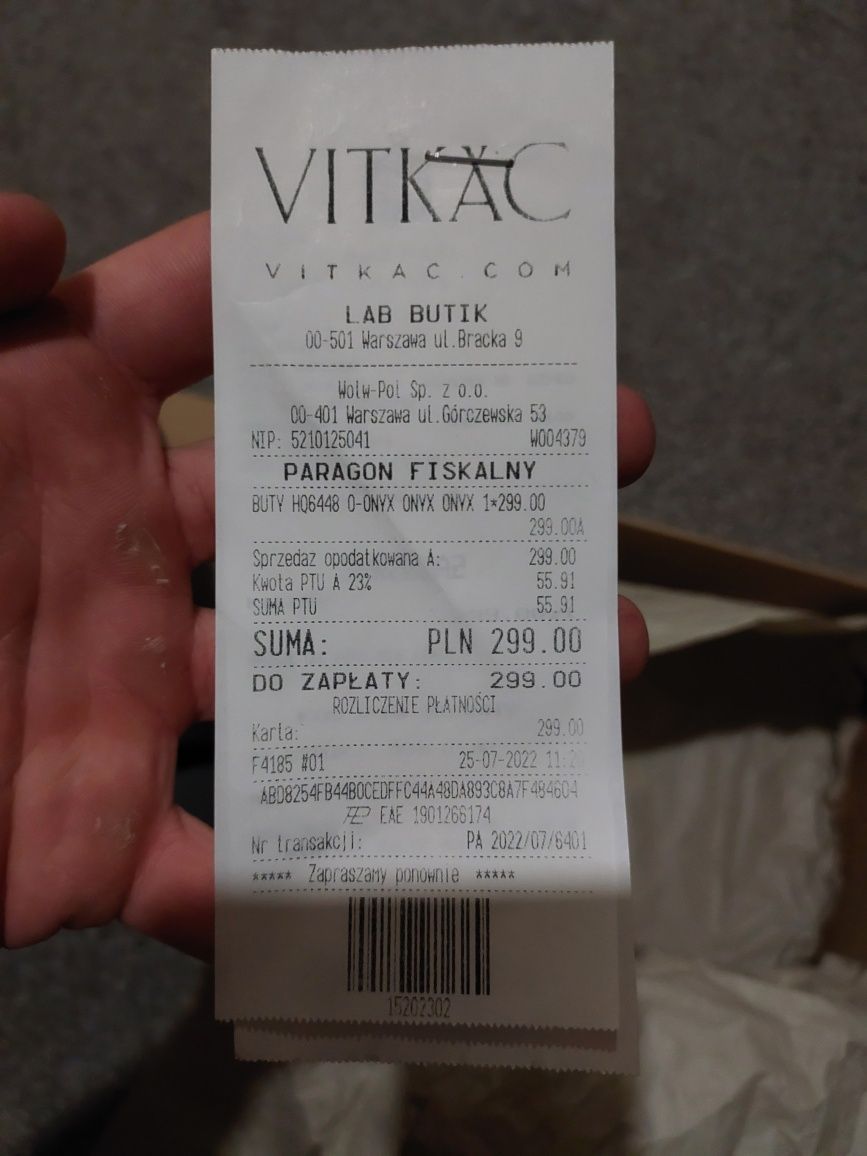 VITKAC
VITKAC.COM
LAB BUTIK
00-501 Warszawa ul.Bracka 9
Wolw-Pol Sp. z o.o.
00-401 Warszawa ul.Górczewska 53
NIP: 5210125041 W004379
PARAGON FISKALNY
BUTY HQ6448 O-ONYX ONYX ONYX 1*299.00
299.00A
Sprzedaż opodatkowana A: 299.00
Kwota PTU A 23% 55.91
SUMA PTU 55.91
SUMA: PLN 299.00
DO ZAPŁATY: 299.00
ROZLICZENIE PŁATNOŚCI
Karta: 299.00
F4185 #01 25-07-2022
ABD8254FB44B0CEDFFC44A48DA893C8A7F484604
EAE 1901266174
Nr transakcji: PA 2022/07/6401
***** Zapraszamy ponownie *****
15202302